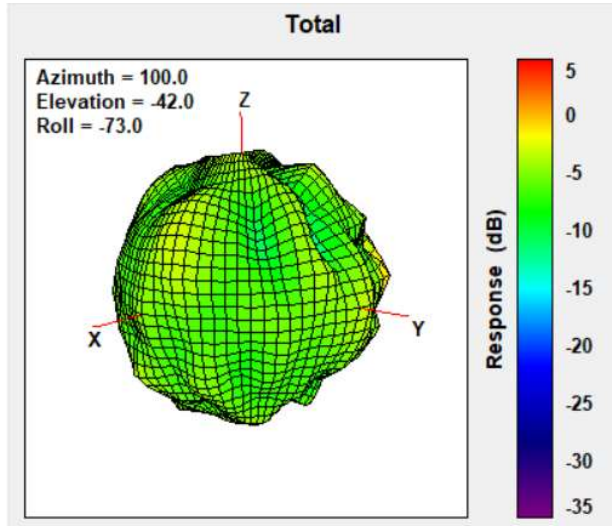 Total
Azimuth = 100.0
Elevation = -42.0
Roll = -73.0
Z
X
Y
Response (dB)
5
0
-5
-10
-15
-20
-25
-30
-35